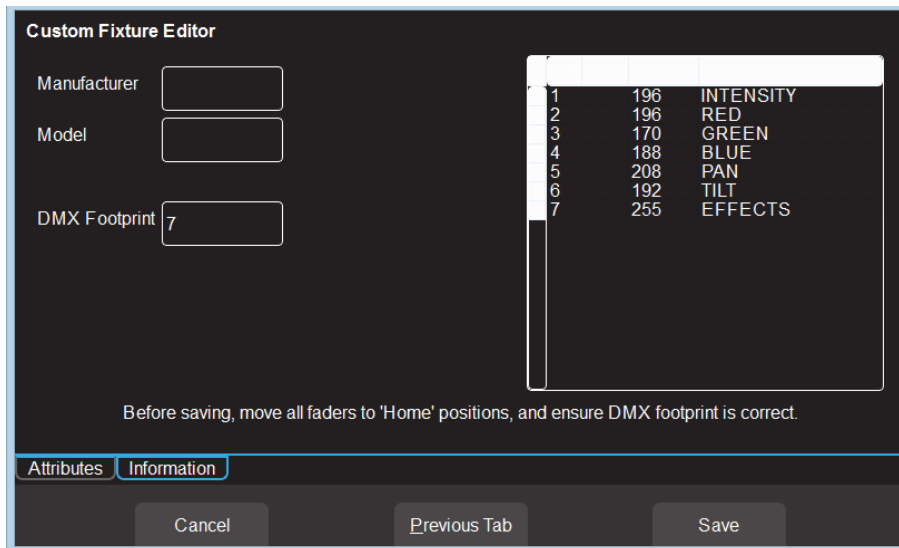 Custom Fixture Editor
Manufacturer
Model
DMX Footprint 7
1 196 INTENSITY
2 196 RED
3 170 GREEN
4 188 BLUE
5 208 PAN
6 192 TILT
7 255 EFFECTS
Before saving, move all faders to 'Home' positions, and ensure DMX footprint is correct.
Attributes Information
Cancel Previous Tab Save